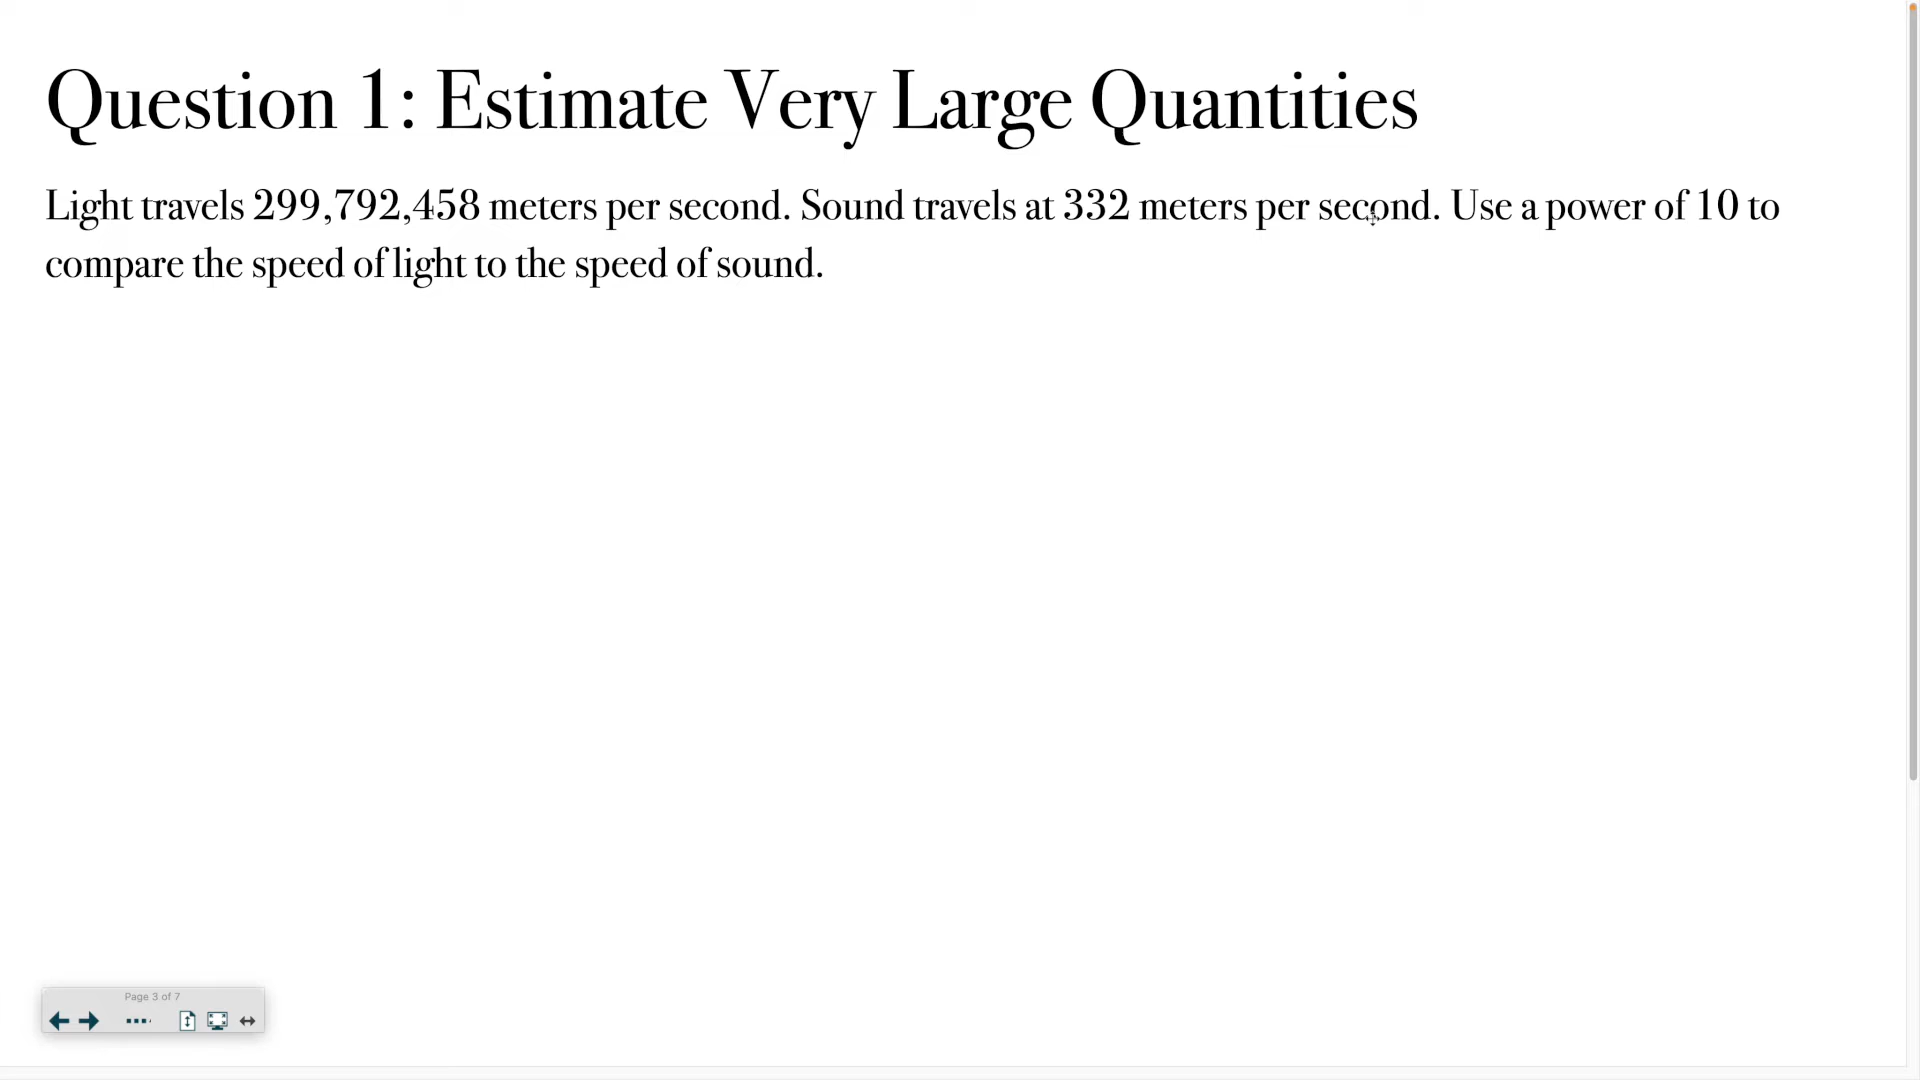 Question 1: Estimate Very Large Quantities
Light travels 299,792,458 meters per second. Sound travels at 332 meters per second. Use a power of 10 to
compare the speed of light to the speed of sound.
Page 3 of 7